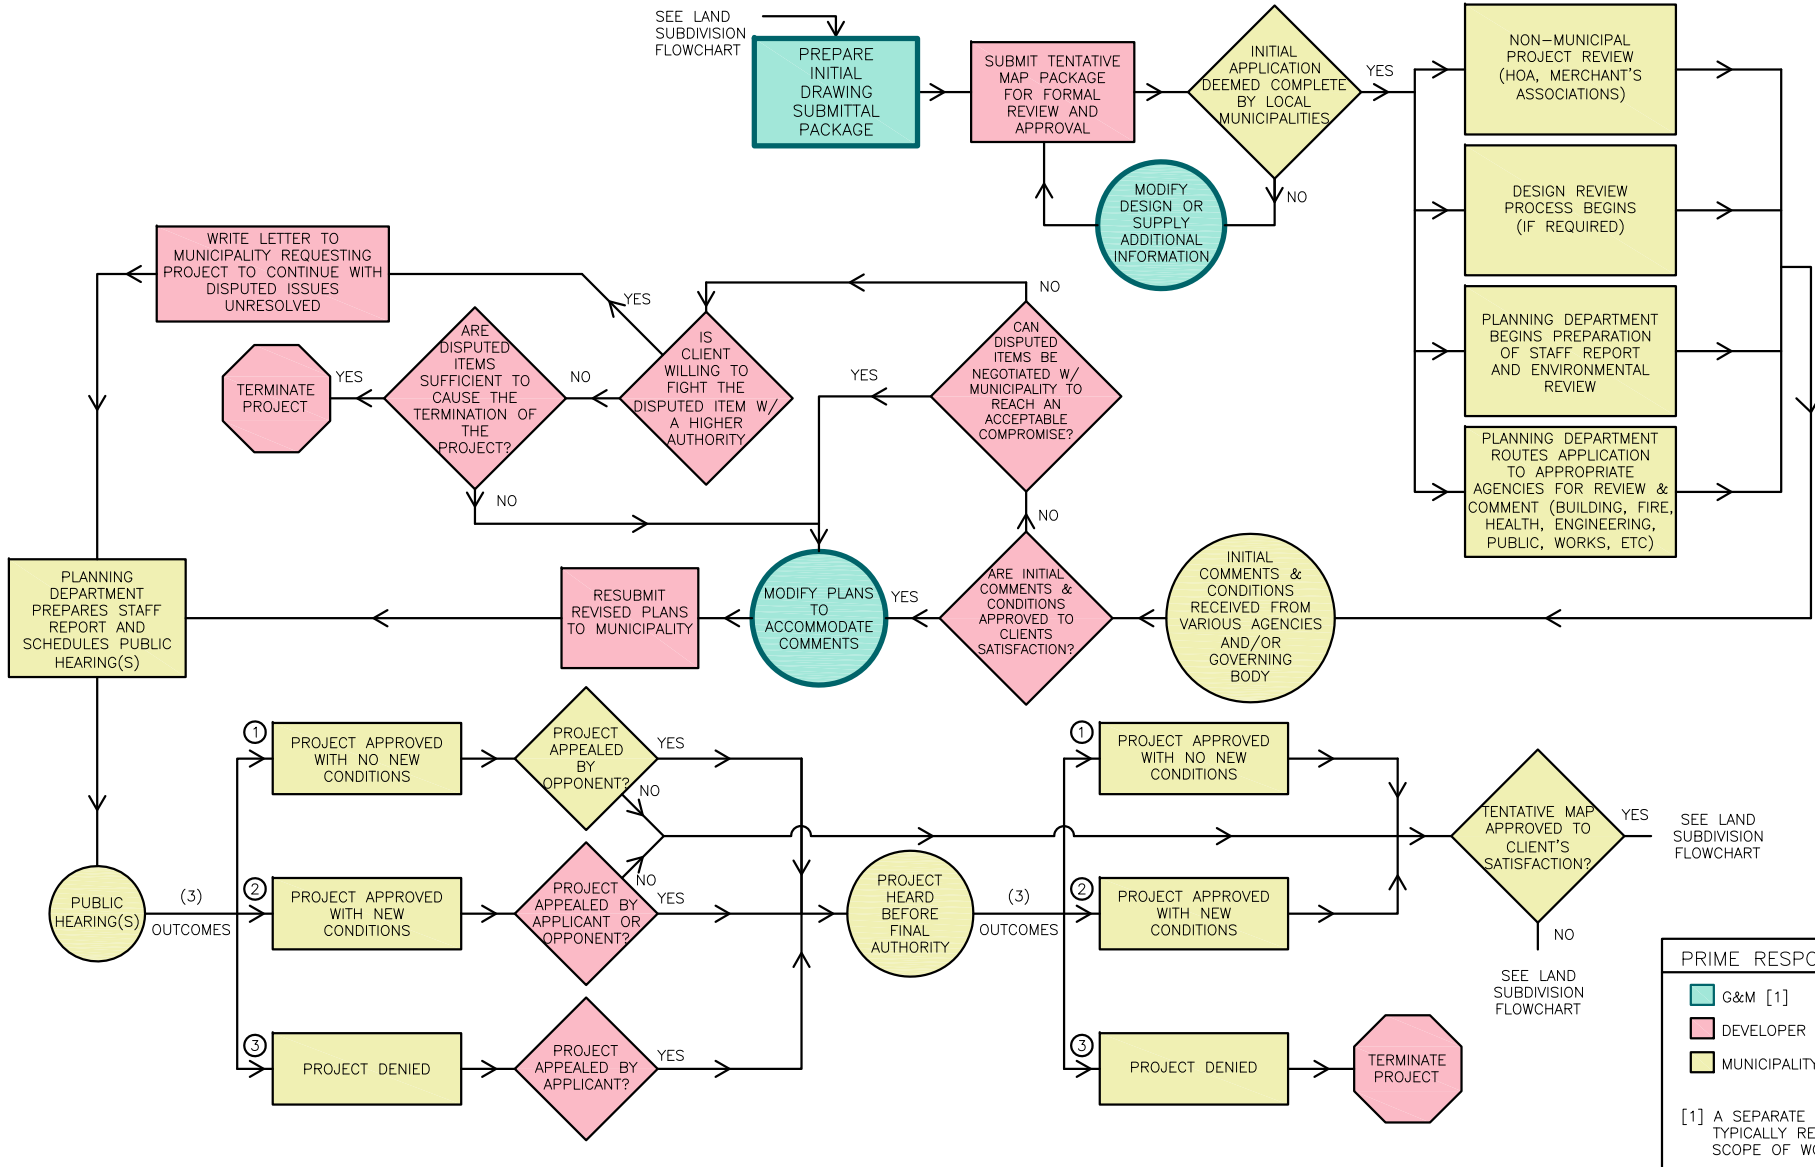 SEE LAND
SUBDIVISION
FLOWCHART
PREPARE
INITIAL
DRAWING
SUBMITTAL
PACKAGE
SUBMIT TENTATIVE
MAP PACKAGE
FOR FORMAL
REVIEW AND
APPROVAL
INITIAL
APPLICATION
DEEMED COMPLETE
BY LOCAL
MUNICIPALITIES
YES
NO
MODIFY
DESIGN OR
SUPPLY
ADDITIONAL
INFORMATION
NON-MUNICIPAL
PROJECT REVIEW
(HOA, MERCHANT'S
ASSOCIATIONS)
DESIGN REVIEW
PROCESS BEGINS
(IF REQUIRED)
PLANNING DEPARTMENT
BEGINS PREPARATION
OF STAFF REPORT
AND ENVIRONMENTAL
REVIEW
PLANNING DEPARTMENT
ROUTES APPLICATION
TO APPROPRIATE
AGENCIES FOR REVIEW &
COMMENT (BUILDING, FIRE,
HEALTH, ENGINEERING,
PUBLIC, WORKS, ETC)
WRITE LETTER TO
MUNICIPALITY REQUESTING
PROJECT TO CONTINUE WITH
DISPUTED ISSUES
UNRESOLVED
TERMINATE
PROJECT
YES
ARE
DISPUTED
ITEMS
SUFFICIENT TO
CAUSE THE
TERMINATION OF
THE
PROJECT?
NO
NO
YES
IS
CLIENT
WILLING TO
FIGHT THE
DISPUTED ITEM W/
A HIGHER
AUTHORITY
YES
NO
CAN
DISPUTED
ITEMS BE
NEGOTIATED W/
MUNICIPALITY TO
REACH AN
ACCEPTABLE
COMPROMISE?
NO
PLANNING
DEPARTMENT
PREPARES STAFF
REPORT AND
SCHEDULES PUBLIC
HEARING(S)
RESUBMIT
REVISED PLANS
TO MUNICIPALITY
MODIFY PLANS
TO
ACCOMMODATE
COMMENTS
YES
ARE INITIAL
COMMENTS &
CONDITIONS
APPROVED TO
CLIENTS
SATISFACTION?
INITIAL
COMMENTS &
CONDITIONS
RECEIVED FROM
VARIOUS AGENCIES
AND/OR
GOVERNING
BODY
PUBLIC
HEARING(S)
(3)
OUTCOMES
1
PROJECT APPROVED
WITH NO NEW
CONDITIONS
PROJECT
APPEALED
BY
OPPONENT?
YES
NO
2
PROJECT APPROVED
WITH NEW
CONDITIONS
PROJECT
APPEALED BY
APPLICANT OR
OPPONENT?
NO
YES
3
PROJECT DENIED
PROJECT
APPEALED BY
APPLICANT?
YES
PROJECT
HEARD
BEFORE
FINAL
AUTHORITY
(3)
OUTCOMES
1
PROJECT APPROVED
WITH NO NEW
CONDITIONS
2
PROJECT APPROVED
WITH NEW
CONDITIONS
3
PROJECT DENIED
TERMINATE
PROJECT
TENTATIVE MAP
APPROVED TO
CLIENT'S
SATISFACTION?
YES
SEE LAND
SUBDIVISION
FLOWCHART
NO
SEE LAND
SUBDIVISION
FLOWCHART
PRIME RESPO
G&M [1]
DEVELOPER
MUNICIPALITY
[1] A SEPARATE
TYPICALLY RE
SCOPE OF WO